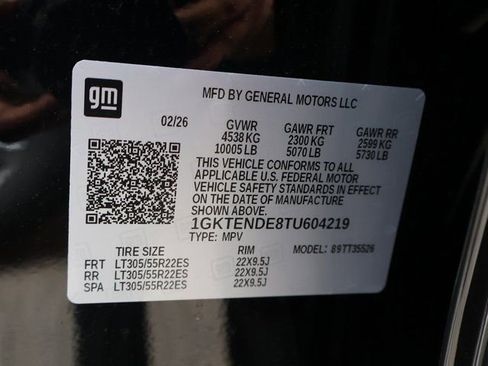 gm
MFD BY GENERAL MOTORS LLC
02/26 GVWR GAWR FRT GAWR RR
4538 KG 2300 KG 2599 KG
10005 LB 5070 LB 5730 LB
THIS VEHICLE CONFORMS TO ALL
APPLICABLE U.S. FEDERAL MOTOR
VEHICLE SAFETY STANDARDS IN EFFECT
ON THE DATE OF MANUFACTURE
SHOWN ABOVE.
1GKTENDE8TU604219
TYPE: MPV MODEL: 89TT35526
TIRE SIZE RIM
FRT LT305/55R22ES 22X9.5J
RR LT305/55R22ES 22X9.5J
SPA LT305/55R22ES 22X9.5J